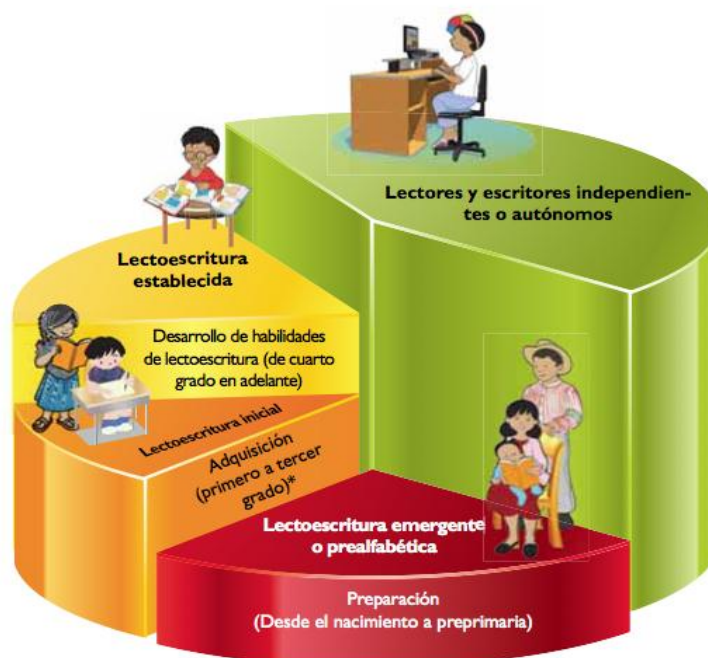 Lectores y escritores independien-
tes o autónomos
Lectoescritura
establecida
Desarrollo de habilidades
de lectoescritura (de cuarto
grado en adelante)
Lectoescritura inicial
Adquisición
(primero a tercer
grado)*
Lectoescritura emergente
o prealfabética
Preparación
(Desde el nacimiento a preprimaria)